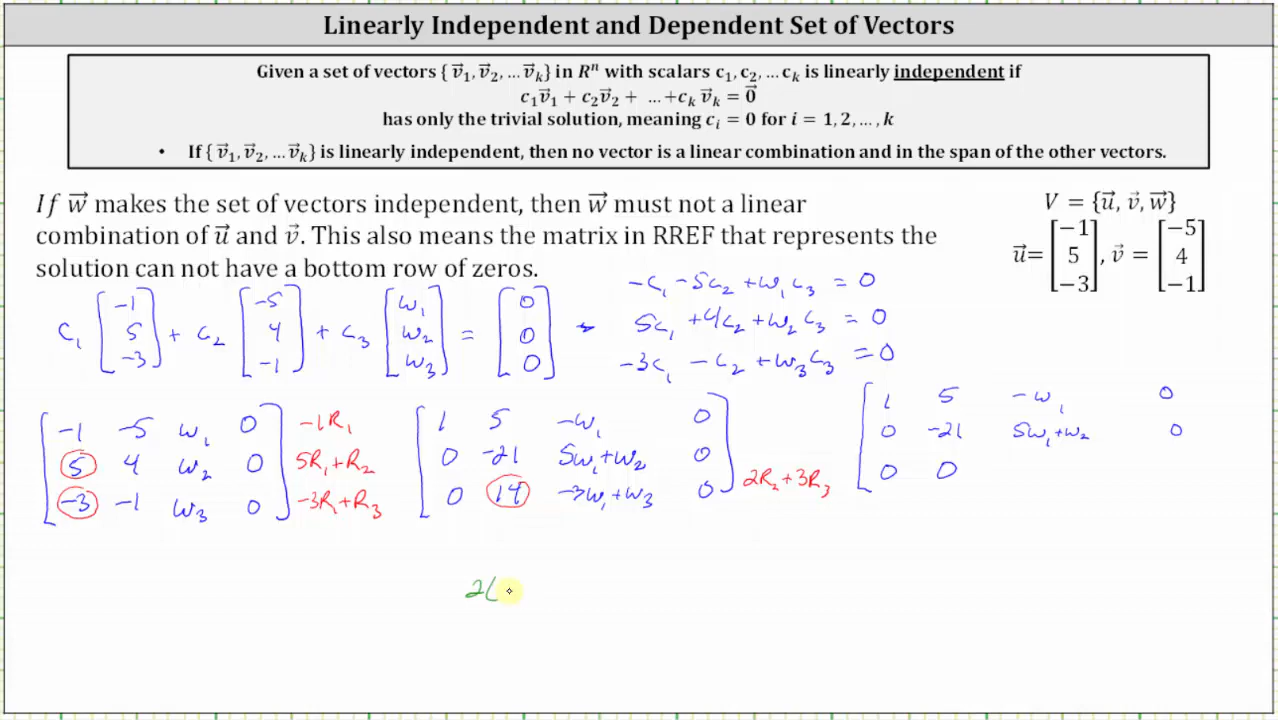 Linearly Independent and Dependent Set of Vectors
Given a set of vectors {v⃗₁, v⃗₂, … v⃗ₖ} in Rⁿ with scalars c₁, c₂, … cₖ is linearly independent if
c₁v⃗₁ + c₂v⃗₂ + … +cₖ v⃗ₖ = 0⃗
has only the trivial solution, meaning cᵢ = 0 for i = 1, 2, … , k
• If {v⃗₁, v⃗₂, … v⃗ₖ} is linearly independent, then no vector is a linear combination and in the span of the other vectors.
If w⃗ makes the set of vectors independent, then w⃗ must not a linear
combination of u⃗ and v⃗. This also means the matrix in RREF that represents the
solution can not have a bottom row of zeros.
V = {u⃗, v⃗, w⃗}
u⃗= [−1 5 −3], v⃗ = [−5 4 −1]
c₁ [-1 5 -3] + c₂ [-5 4 -1] + c₃ [w₁ w₂ w₃] = [0 0 0]
-c₁ -5c₂ +w₁c₃ = 0
5c₁ +4c₂ +w₂c₃ = 0
-3c₁ -c₂ +w₃c₃ = 0
-1 -5 w₁ 0 -1R₁
5 4 w₂ 0 5R₁+R₂
-3 -1 w₃ 0 -3R₁+R₃
1 5 -w₁ 0
0 -21 5w₁+w₂ 0
0 14 -3w₁+w₃ 0 2R₂+3R₃
1 5 -w₁ 0
0 -21 5w₁+w₂ 0
0 0
2(